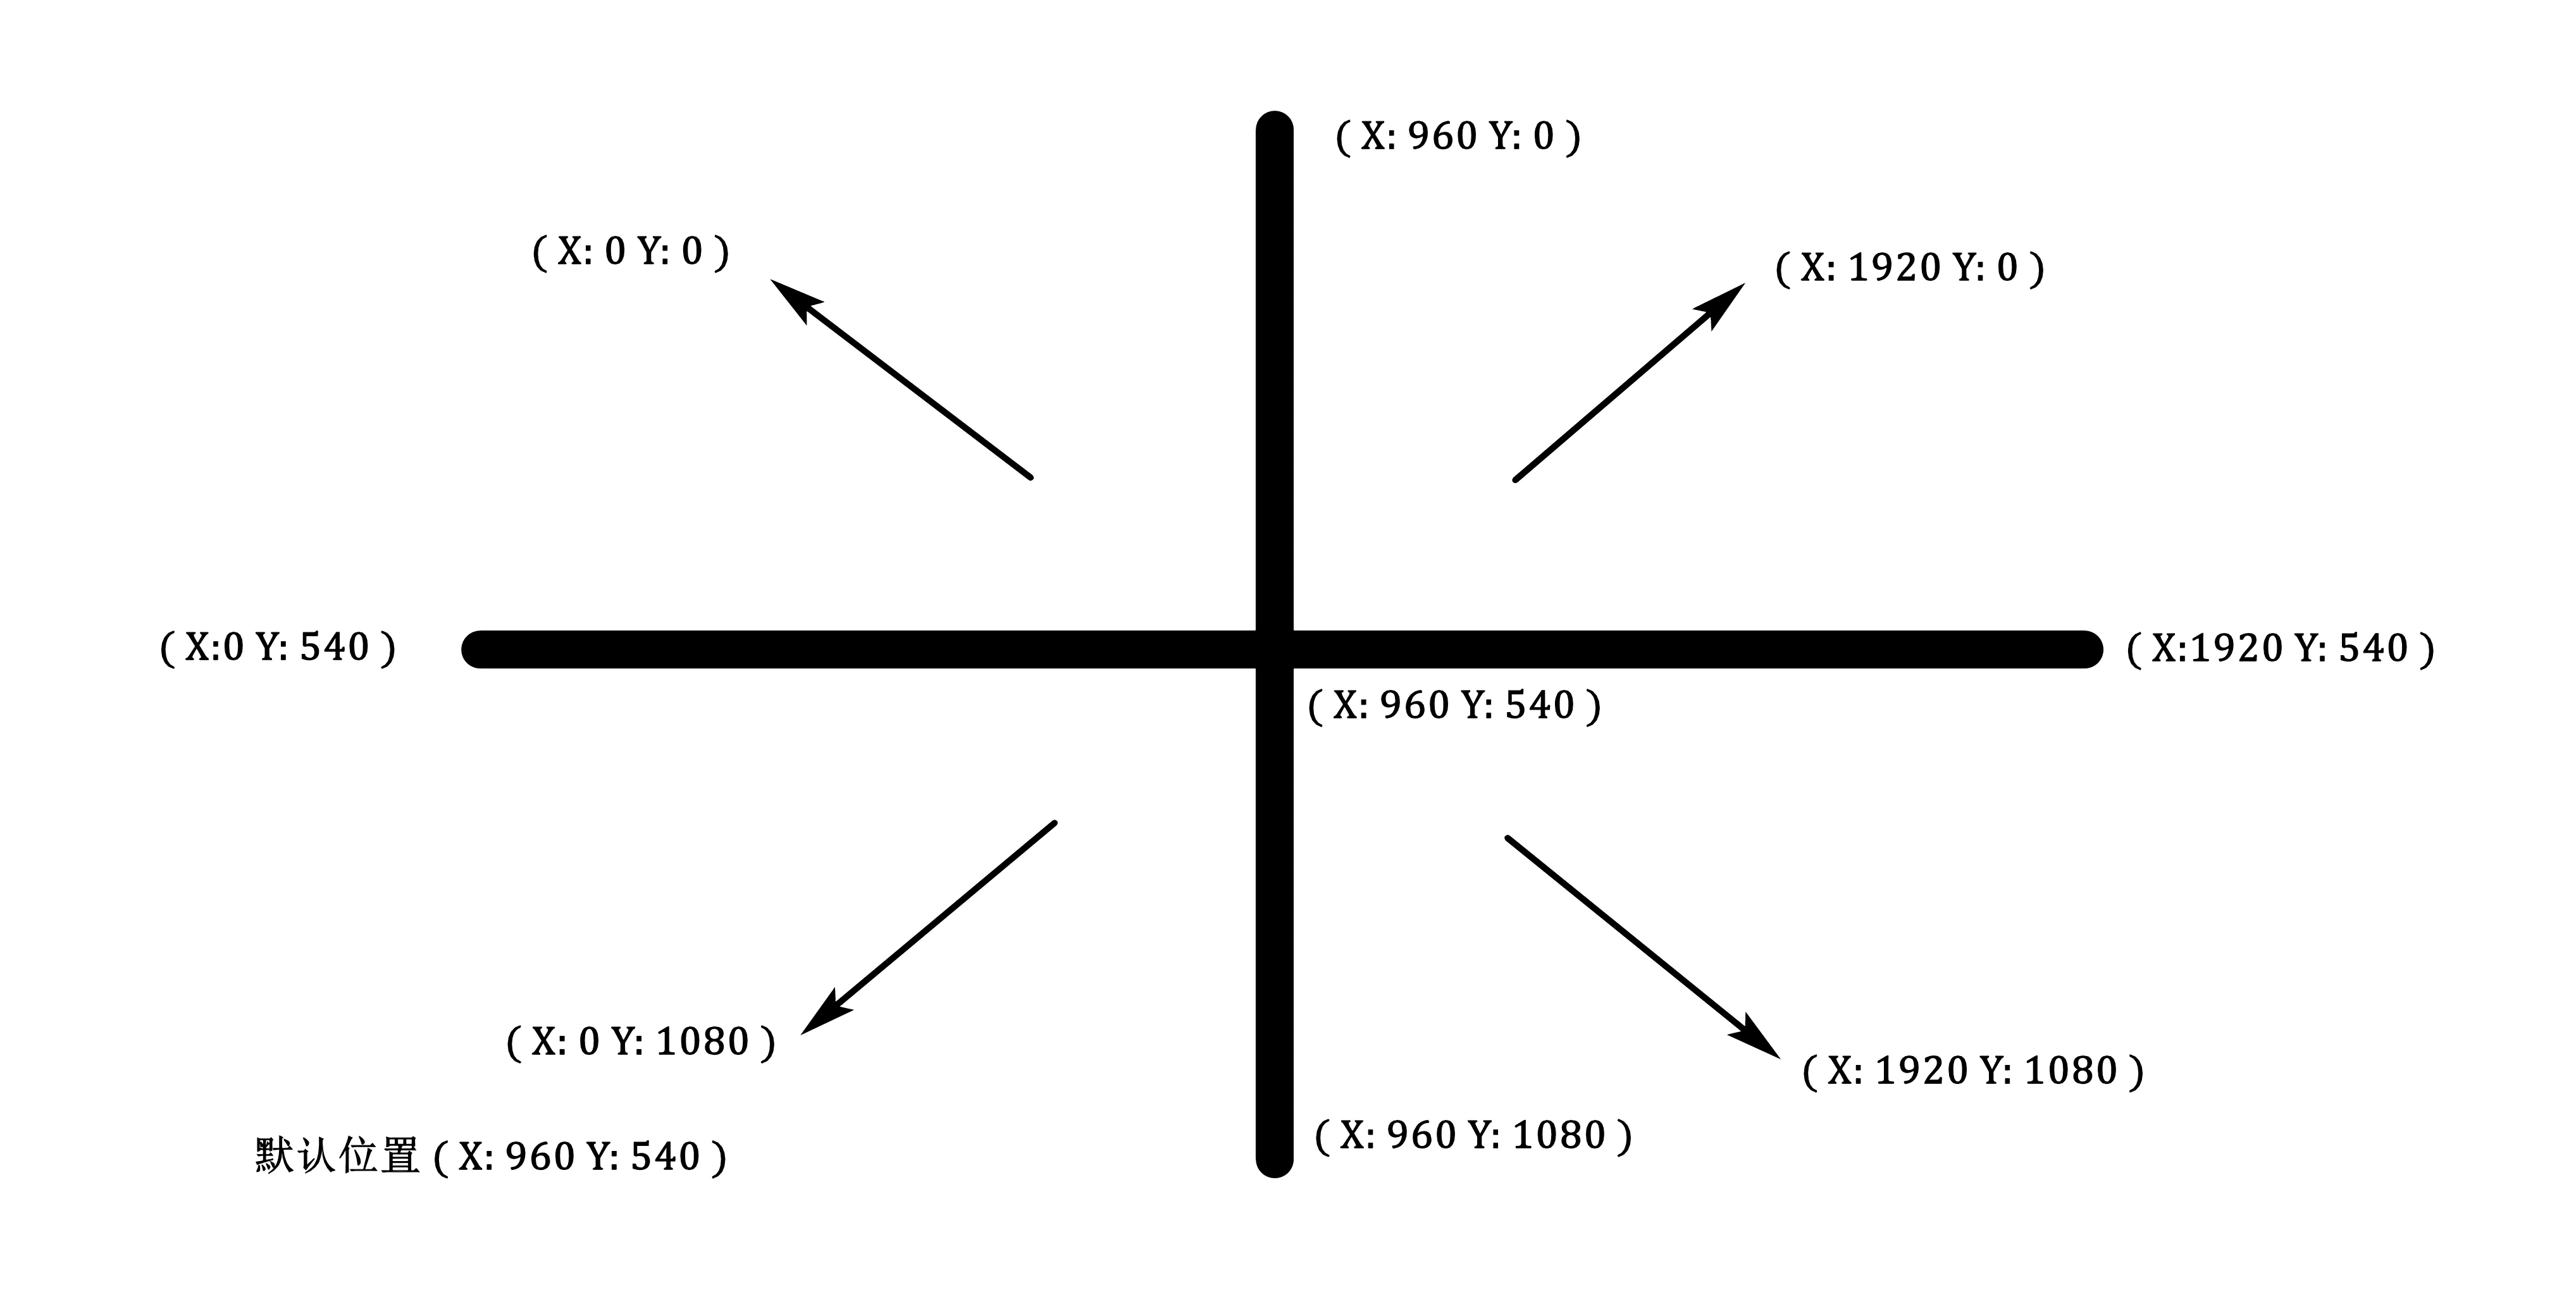 ( X: 960 Y: 0 )
( X: 0 Y: 0 )
( X: 1920 Y: 0 )
( X:0 Y: 540 )
( X:1920 Y: 540 )
( X: 960 Y: 540 )
( X: 0 Y: 1080 )
( X: 1920 Y: 1080 )
( X: 960 Y: 1080 )
默认位置 ( X: 960 Y: 540 )